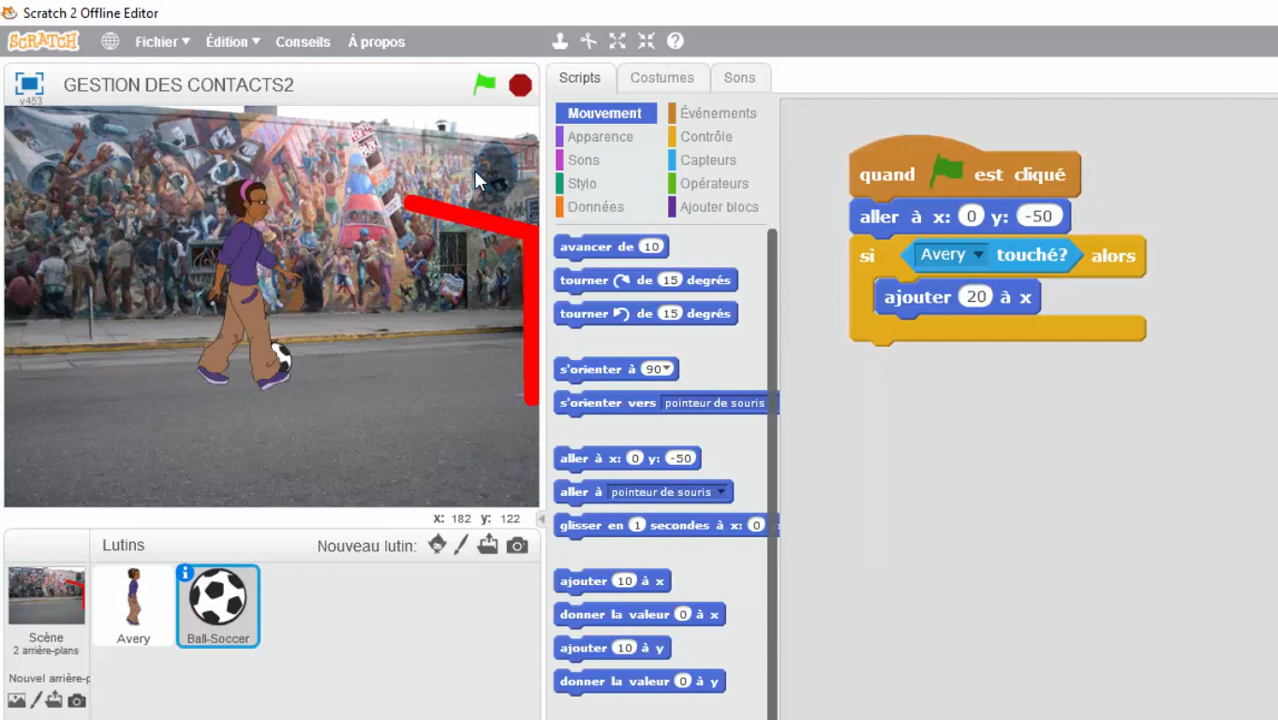 Scratch 2 Offline Editor
SCRATCH Fichier Édition Conseils À propos
v453 GESTION DES CONTACTS2
Scripts Costumes Sons
Mouvement Événements
Apparence Contrôle
Sons Capteurs
Stylo Opérateurs
Données Ajouter blocs
avancer de 10
tourner de 15 degrés
tourner de 15 degrés
s'orienter à 90
s'orienter vers pointeur de souris
aller à x: 0 y: -50
aller à pointeur de souris
glisser en 1 secondes à x: 0
ajouter 10 à x
donner la valeur 0 à x
ajouter 10 à y
donner la valeur 0 à y
quand est cliqué
aller à x: 0 y: -50
si Avery touché? alors
ajouter 20 à x
x: 182 y: 122
Lutins Nouveau lutin:
Scène
2 arrière-plans
Nouvel arrière-p
Avery
Ball-Soccer